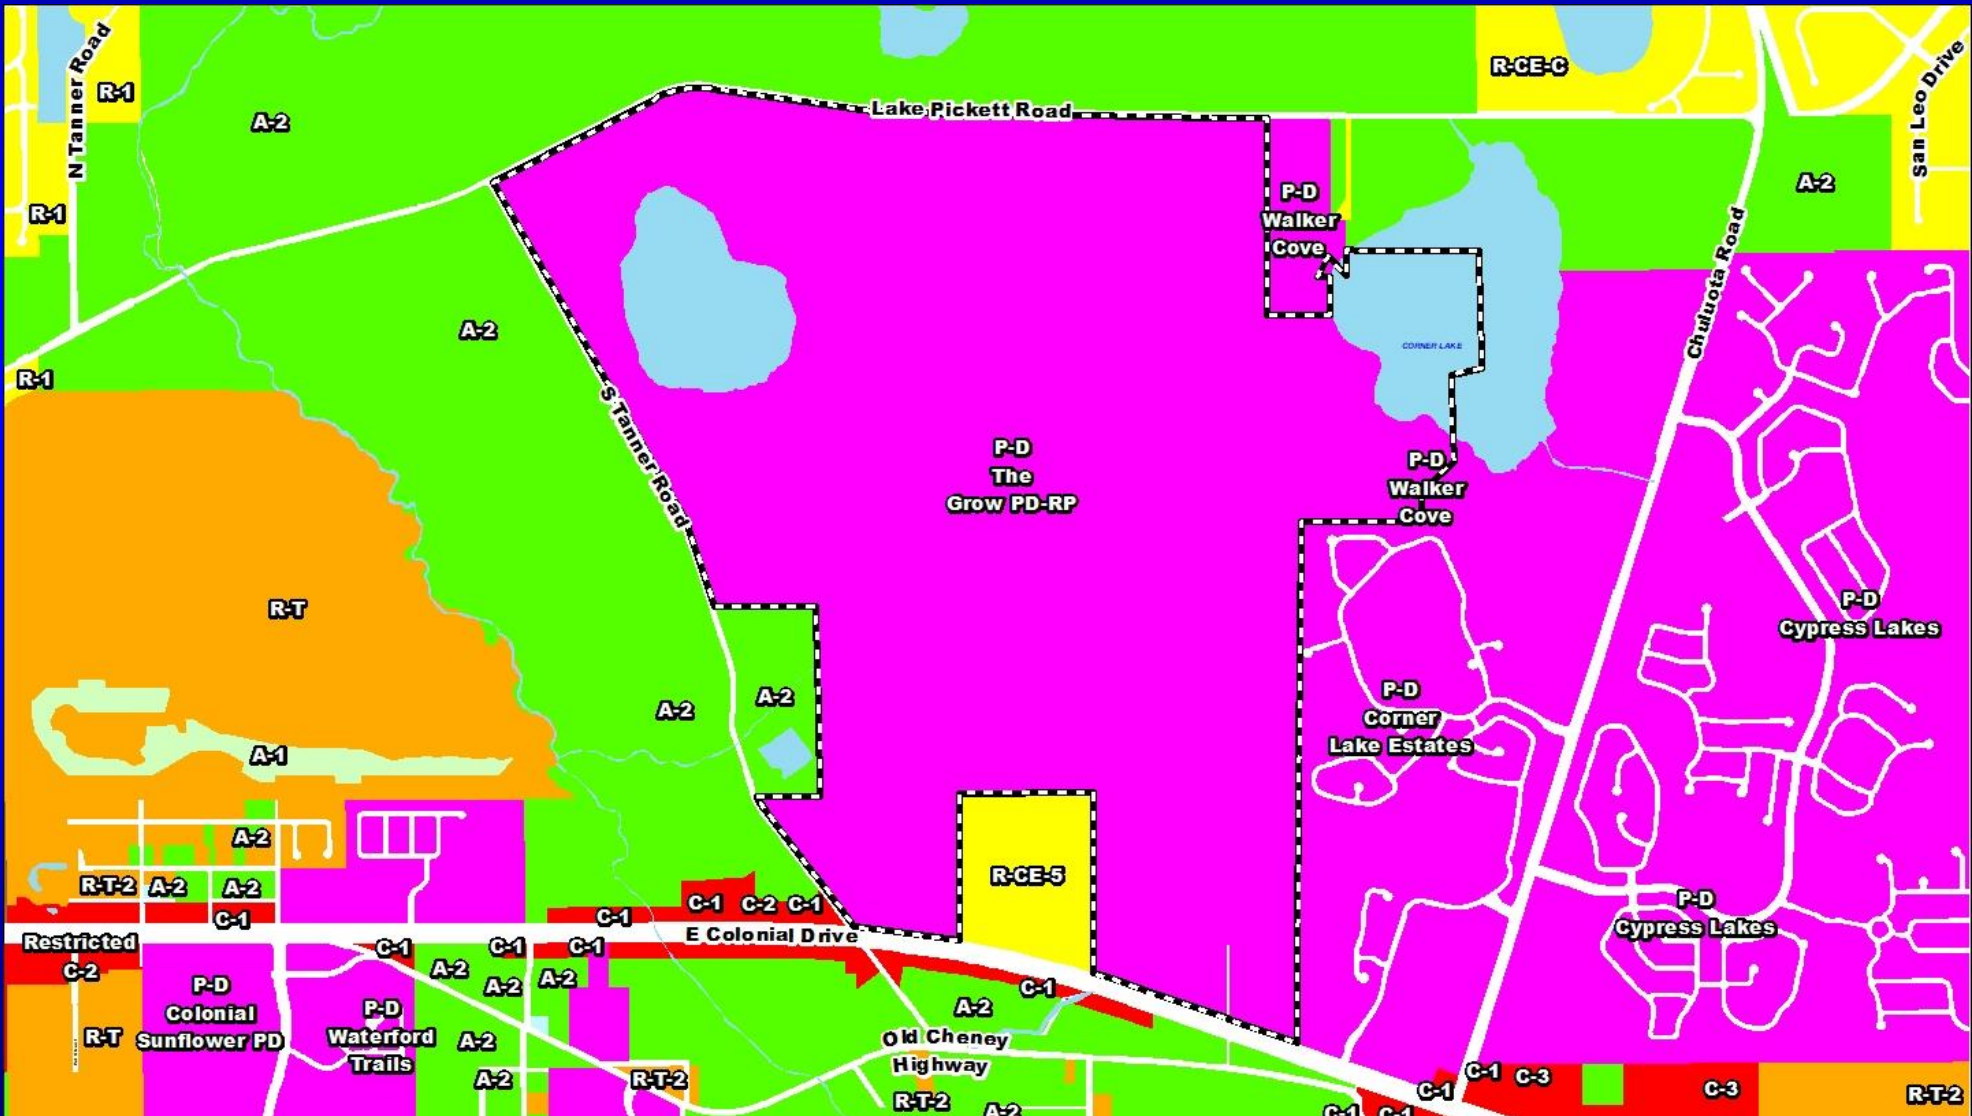 N Tanner Road
R-1
A-2
Lake Pickett Road
R-CE-C
San Leo Drive
R-1
P-D
Walker
Cove
A-2
A-2
Chuluota Road
CORNER LAKE
R-1
S Tanner Road
P-D
The
Grow PD-RP
P-D
Walker
Cove
R-T
P-D
Cypress Lakes
A-2
A-2
P-D
Corner
Lake Estates
A-1
A-2
R-T-2
A-2
A-2
R-CE-5
C-1
C-1
C-1
C-2
C-1
P-D
Cypress Lakes
Restricted
C-2
E Colonial Drive
C-1
C-1
C-1
A-2
A-2
A-2
P-D
Colonial
Sunflower PD
C-1
A-2
P-D
Waterford
Trails
R-T
A-2
Old Cheney
Highway
A-2
R-T-2
R-T-2
A-2
C-1
C-1
C-1
C-1
C-3
C-3
R-T-2